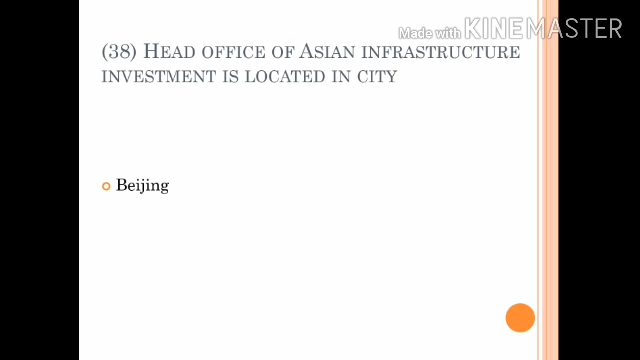 Made with KINEMASTER
(38) HEAD OFFICE OF ASIAN INFRASTRUCTURE
INVESTMENT IS LOCATED IN CITY
Beijing